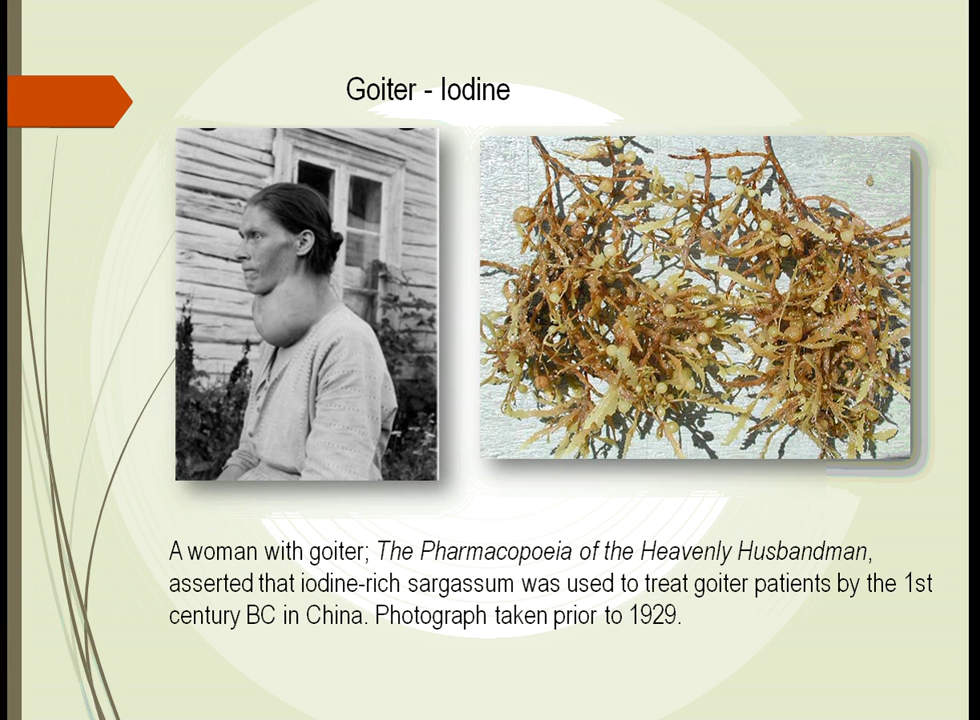 Goiter - Iodine
A woman with goiter; The Pharmacopoeia of the Heavenly Husbandman,
asserted that iodine-rich sargassum was used to treat goiter patients by the 1st
century BC in China. Photograph taken prior to 1929.